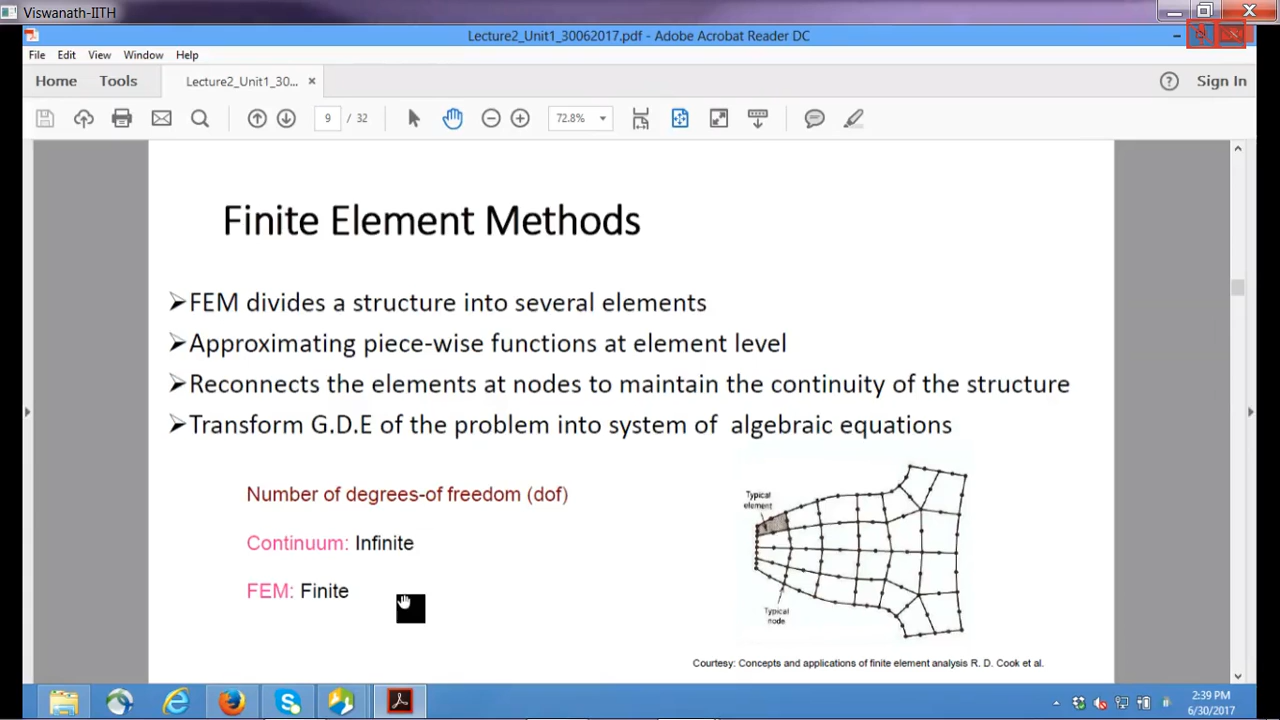 Viswanath-IITH
Lecture2_Unit1_30062017.pdf - Adobe Acrobat Reader DC
File Edit View Window Help
Home Tools Lecture2_Unit1_30... × ? Sign In
9 / 32 72.8%
Finite Element Methods
➢FEM divides a structure into several elements
➢Approximating piece-wise functions at element level
➢Reconnects the elements at nodes to maintain the continuity of the structure
➢Transform G.D.E of the problem into system of algebraic equations
Number of degrees-of freedom (dof)
Continuum: Infinite
FEM: Finite
Typical
element
Typical
node
Courtesy: Concepts and applications of finite element analysis R. D. Cook et al.
2:39 PM
6/30/2017